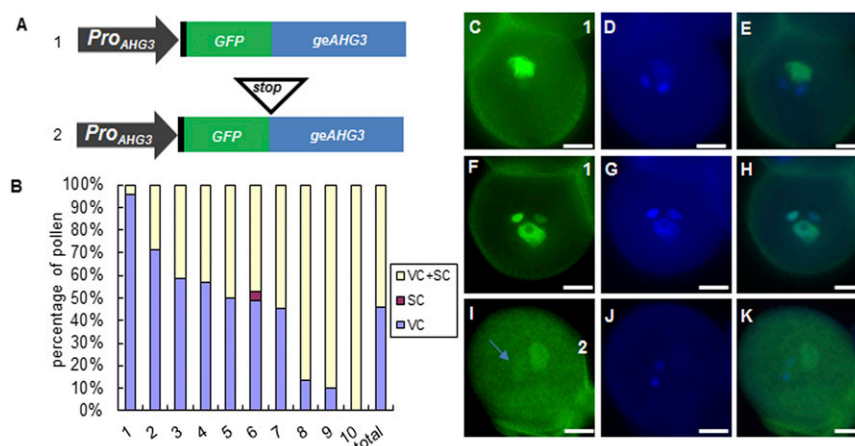 A
1 Pro AHG3 GFP geAHG3
stop
2 Pro AHG3 GFP geAHG3
B
percentage of pollen
100%
90%
80%
70%
60%
50%
40%
30%
20%
10%
0%
1 2 3 4 5 6 7 8 9 10 total
VC+SC
SC
VC
C 1 D E
F 1 G H
I 2 J K